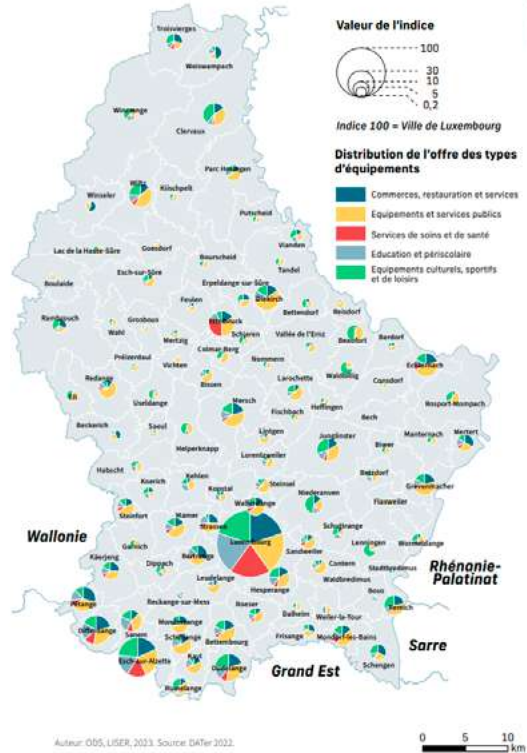 Valeur de l'indice
100
30
10
5
0,2
Indice 100 = Ville de Luxembourg
Distribution de l'offre des types
d'équipements
Commerces, restauration et services
Equipements et services publics
Services de soins et de santé
Education et périscolaire
Equipements culturels, sportifs
et de loisirs
Troisvierges
Weiswampach
Wincrange
Clervaux
Parc Hosingen
Wiltz
Kiischpelt
Winseler
Putscheid
Vianden
Lac de la Haute-Sûre
Goesdorf
Bourscheid
Tandel
Esch-sur-Sûre
Boulaide
Erpeldange-sur-Sûre
Diekirch
Feulen
Bettendorf
Reisdorf
Rambrouch
Grosbous
Ettelbruck
Wahl
Mertzig
Schieren
Vallée de l'Ernz
Beaufort
Berdorf
Colmar-Berg
Préizerdaul
Vichten
Nommern
Waldbillig
Echternach
Redange
Bissen
Larochette
Consdorf
Ell
Useldange
Mersch
Heffingen
Rosport-Mompach
Fischbach
Bech
Beckerich
Saeul
Lintgen
Junglinster
Manternach
Mertert
Helperknapp
Lorentzweiler
Biwer
Habscht
Kehlen
Steinsel
Betzdorf
Grevenmacher
Koerich
Kopstal
Niederanven
Flaxweiler
Steinfort
Mamer
Strassen
Walferdange
Schuttrange
Wallonie
Garnich
Luxembourg
Lenningen
Wormeldange
Käerjeng
Bertrange
Sandweiler
Rhénanie-
Palatinat
Dippach
Contern
Stadtbredimus
Leudelange
Hesperange
Waldbredimus
Reckange-sur-Mess
Bous
Pétange
Roeser
Dalheim
Weiler-la-Tour
Remich
Differdange
Sanem
Mondercange
Schifflange
Bettembourg
Frisange
Mondorf-les-Bains
Sarre
Esch-sur-Alzette
Kayl
Dudelange
Grand Est
Schengen
Rumelange
Auteur: ODS, LISER, 2023. Source: DATer 2022.
0 5 10
km